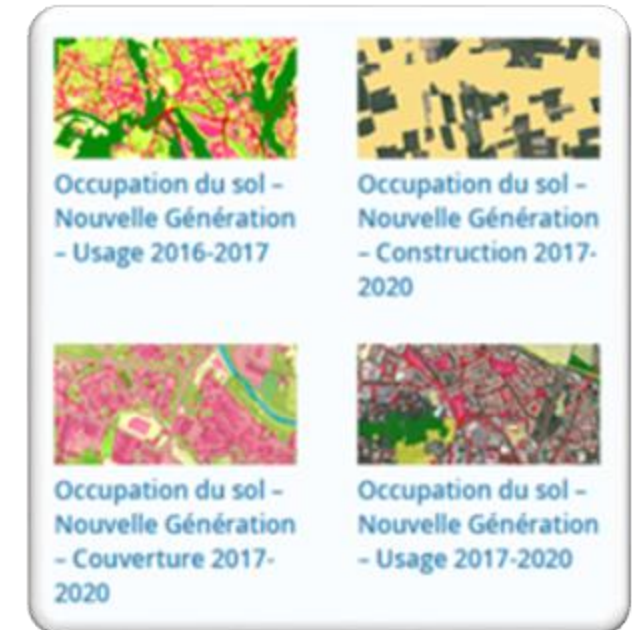 Occupation du sol –
Nouvelle Génération
– Usage 2016-2017
Occupation du sol –
Nouvelle Génération
– Construction 2017-
2020
Occupation du sol –
Nouvelle Génération
– Couverture 2017-
2020
Occupation du sol –
Nouvelle Génération
– Usage 2017-2020